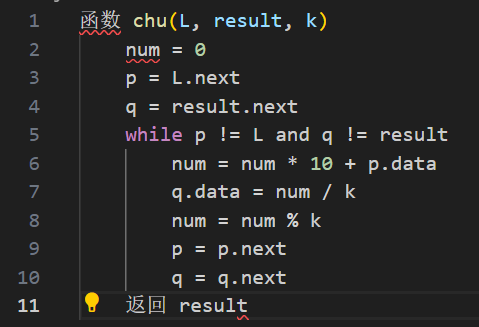 1 函数 chu(L, result, k)
2 num = 0
3 p = L.next
4 q = result.next
5 while p != L and q != result
6 num = num * 10 + p.data
7 q.data = num / k
8 num = num % k
9 p = p.next
10 q = q.next
11 返回 result